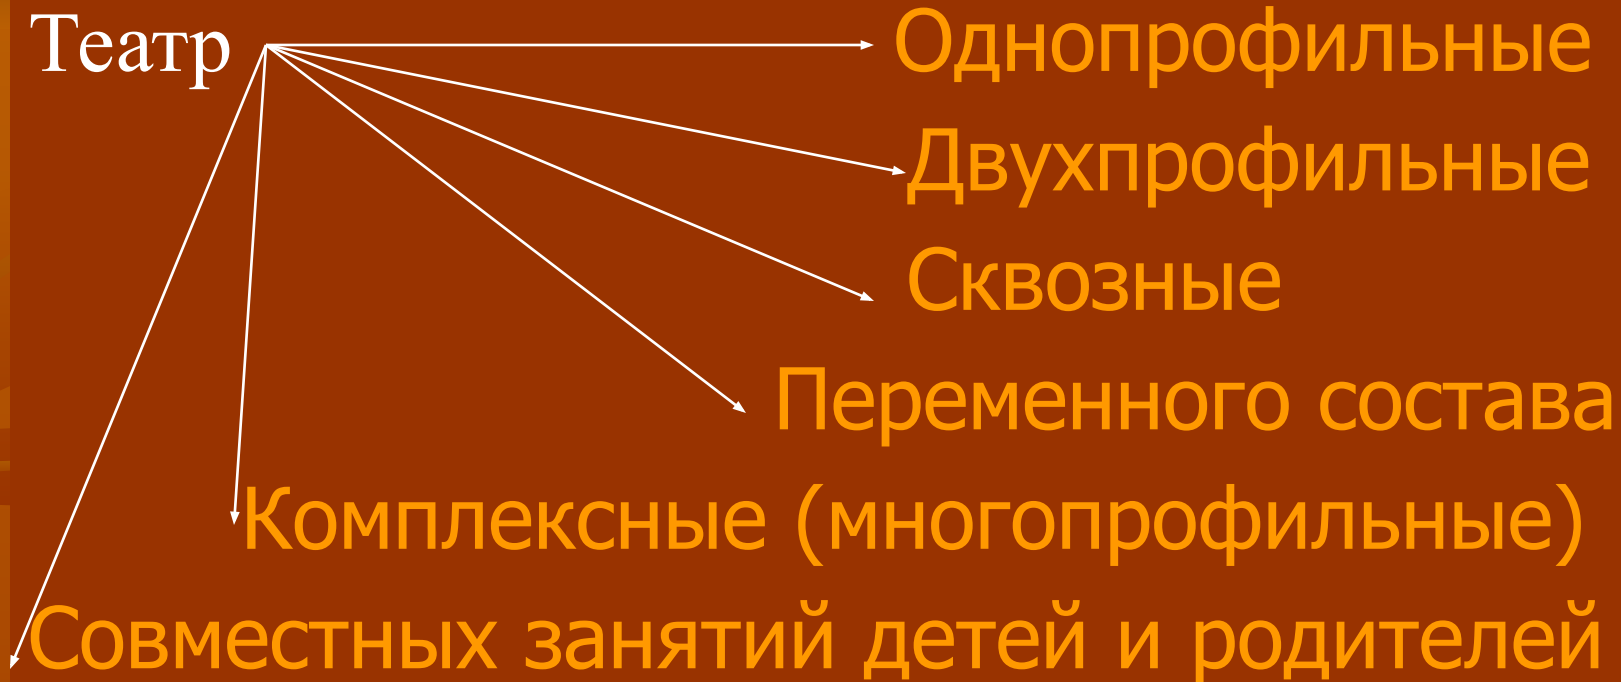 Театр
Однопрофильные
Двухпрофильные
Сквозные
Переменного состава
Комплексные (многопрофильные)
Совместных занятий детей и родителей